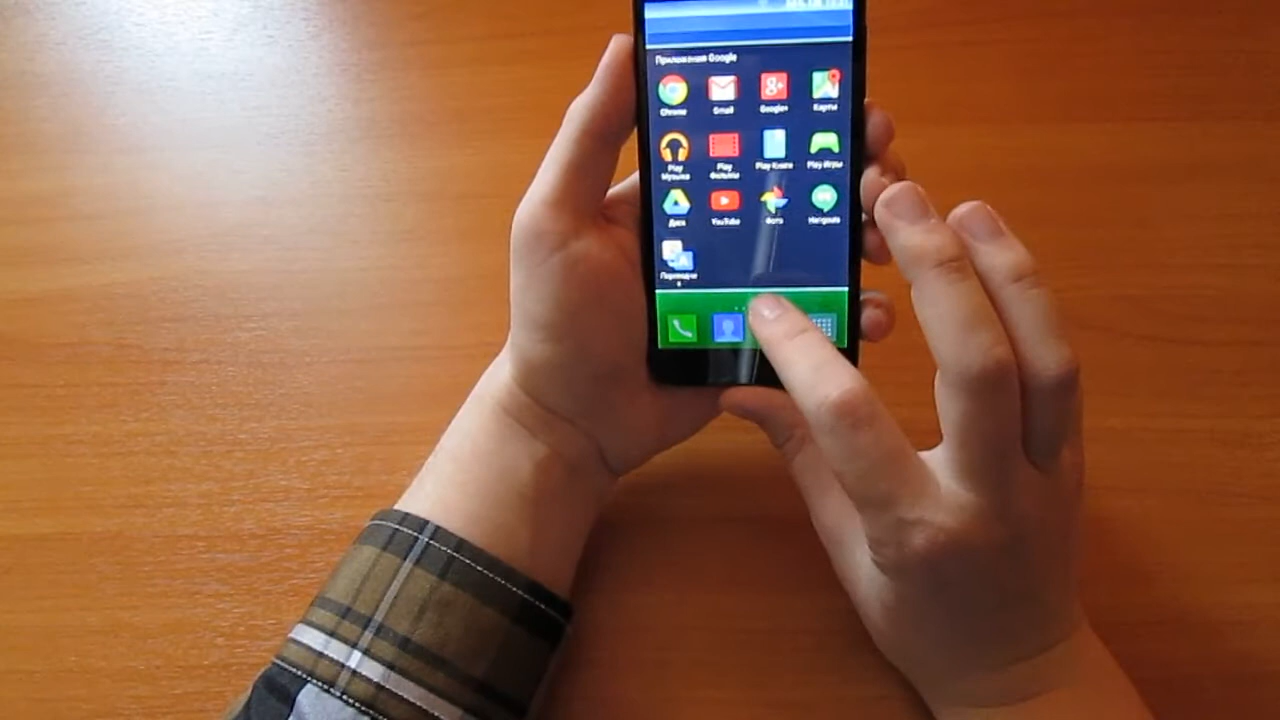 Приложения Google
Chrome Gmail Google+ Карты
Play Музыка Play Фильмы Play Книги Play Игры
Диск YouTube Фото Hangouts
Переводчик